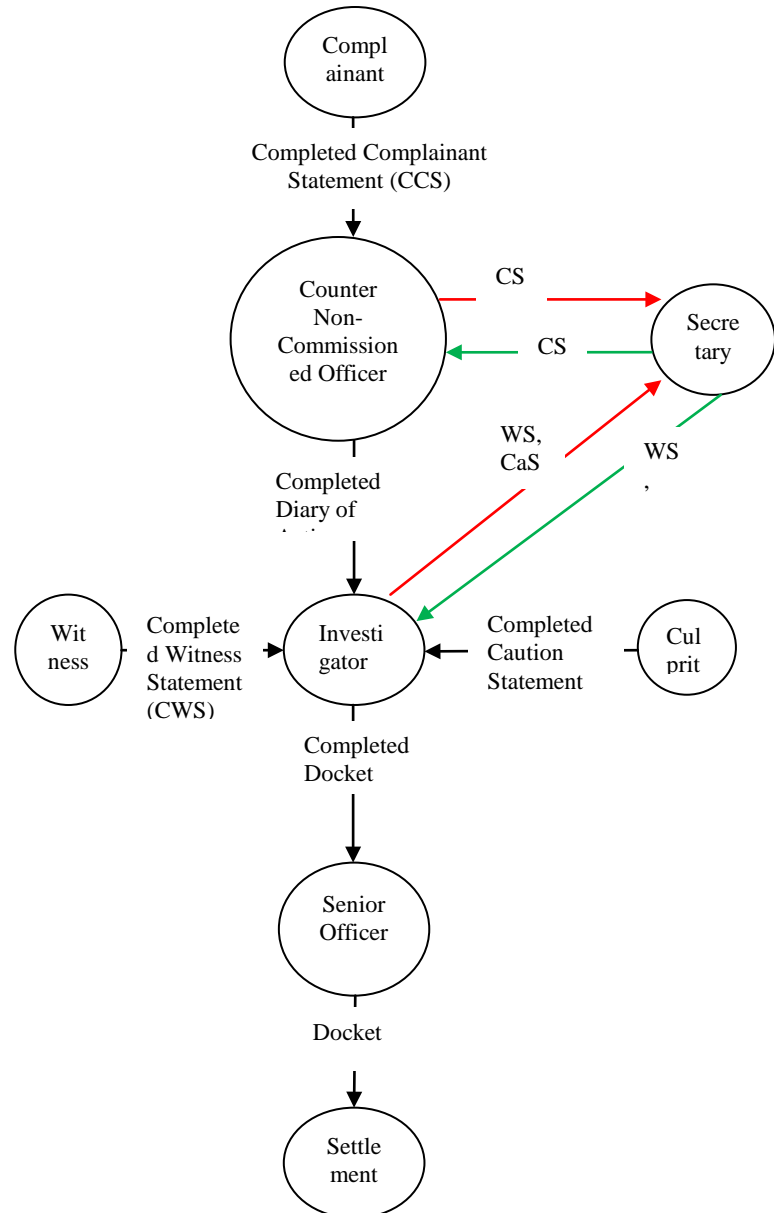 Compl
ainant
Completed Complainant
Statement (CCS)
Counter
Non-
Commission
ed Officer
CS
Secre
tary
CS
WS,
CaS
WS
,
Completed
Diary of
Wit
ness
Complete
d Witness
Statement
(CWS)
Investi
gator
Completed
Caution
Statement
Cul
prit
Completed
Docket
Senior
Officer
Docket
Settle
ment